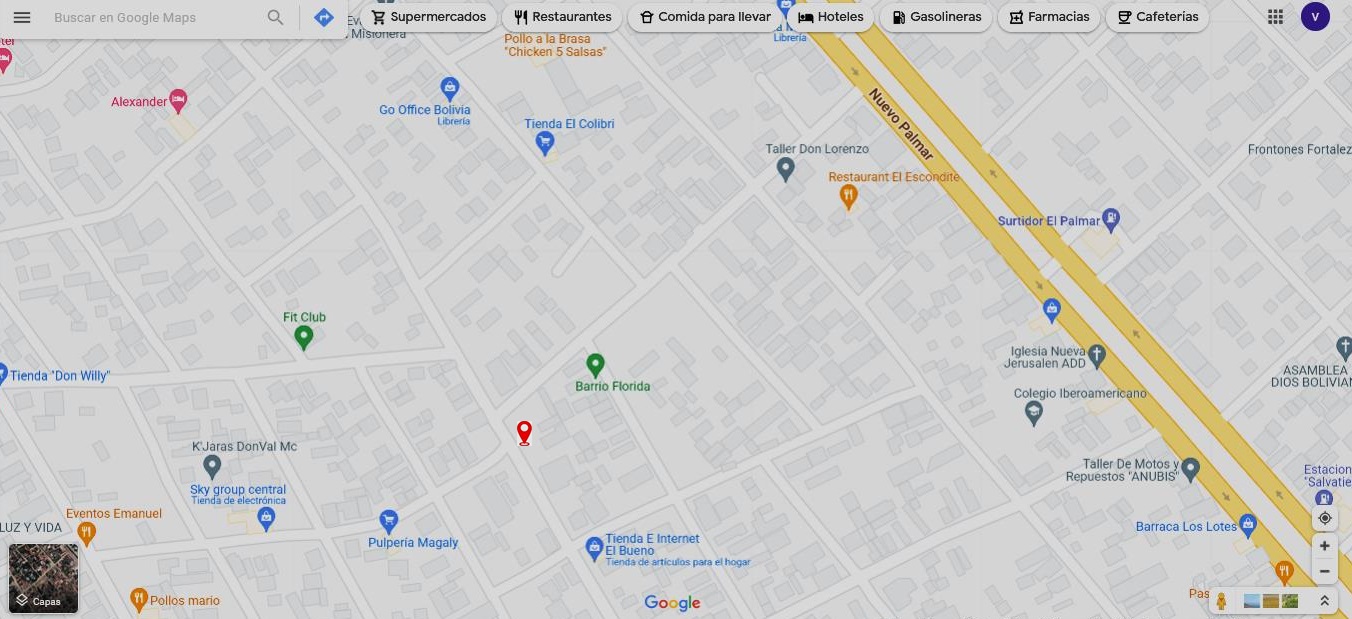 Buscar en Google Maps
Supermercados
Restaurantes
Comida para llevar
Hoteles
Gasolineras
Farmacias
Cafeterías
V
Misionera
Pollo a la Brasa
"Chicken 5 Salsas"
Librería
Alexander
Go Office Bolivia
Librería
Tienda El Colibri
Nuevo Palmar
Taller Don Lorenzo
Restaurant El Escondite
Frontones Fortalez
Surtidor El Palmar
Fit Club
Iglesia Nueva
Jerusalen ADD
ASAMBLEA
DIOS BOLIVIAN
Tienda "Don Willy"
Barrio Florida
Colegio Iberoamericano
K'Jaras DonVal Mc
Taller De Motos y
Repuestos "ANUBIS"
Estacion
"Salvatie
Sky group central
Tienda de electrónica
Eventos Emanuel
LUZ Y VIDA
Pulpería Magaly
Tienda E Internet
El Bueno
Tienda de artículos para el hogar
Barraca Los Lotes
Capas
Pollos mario
Google
Pas